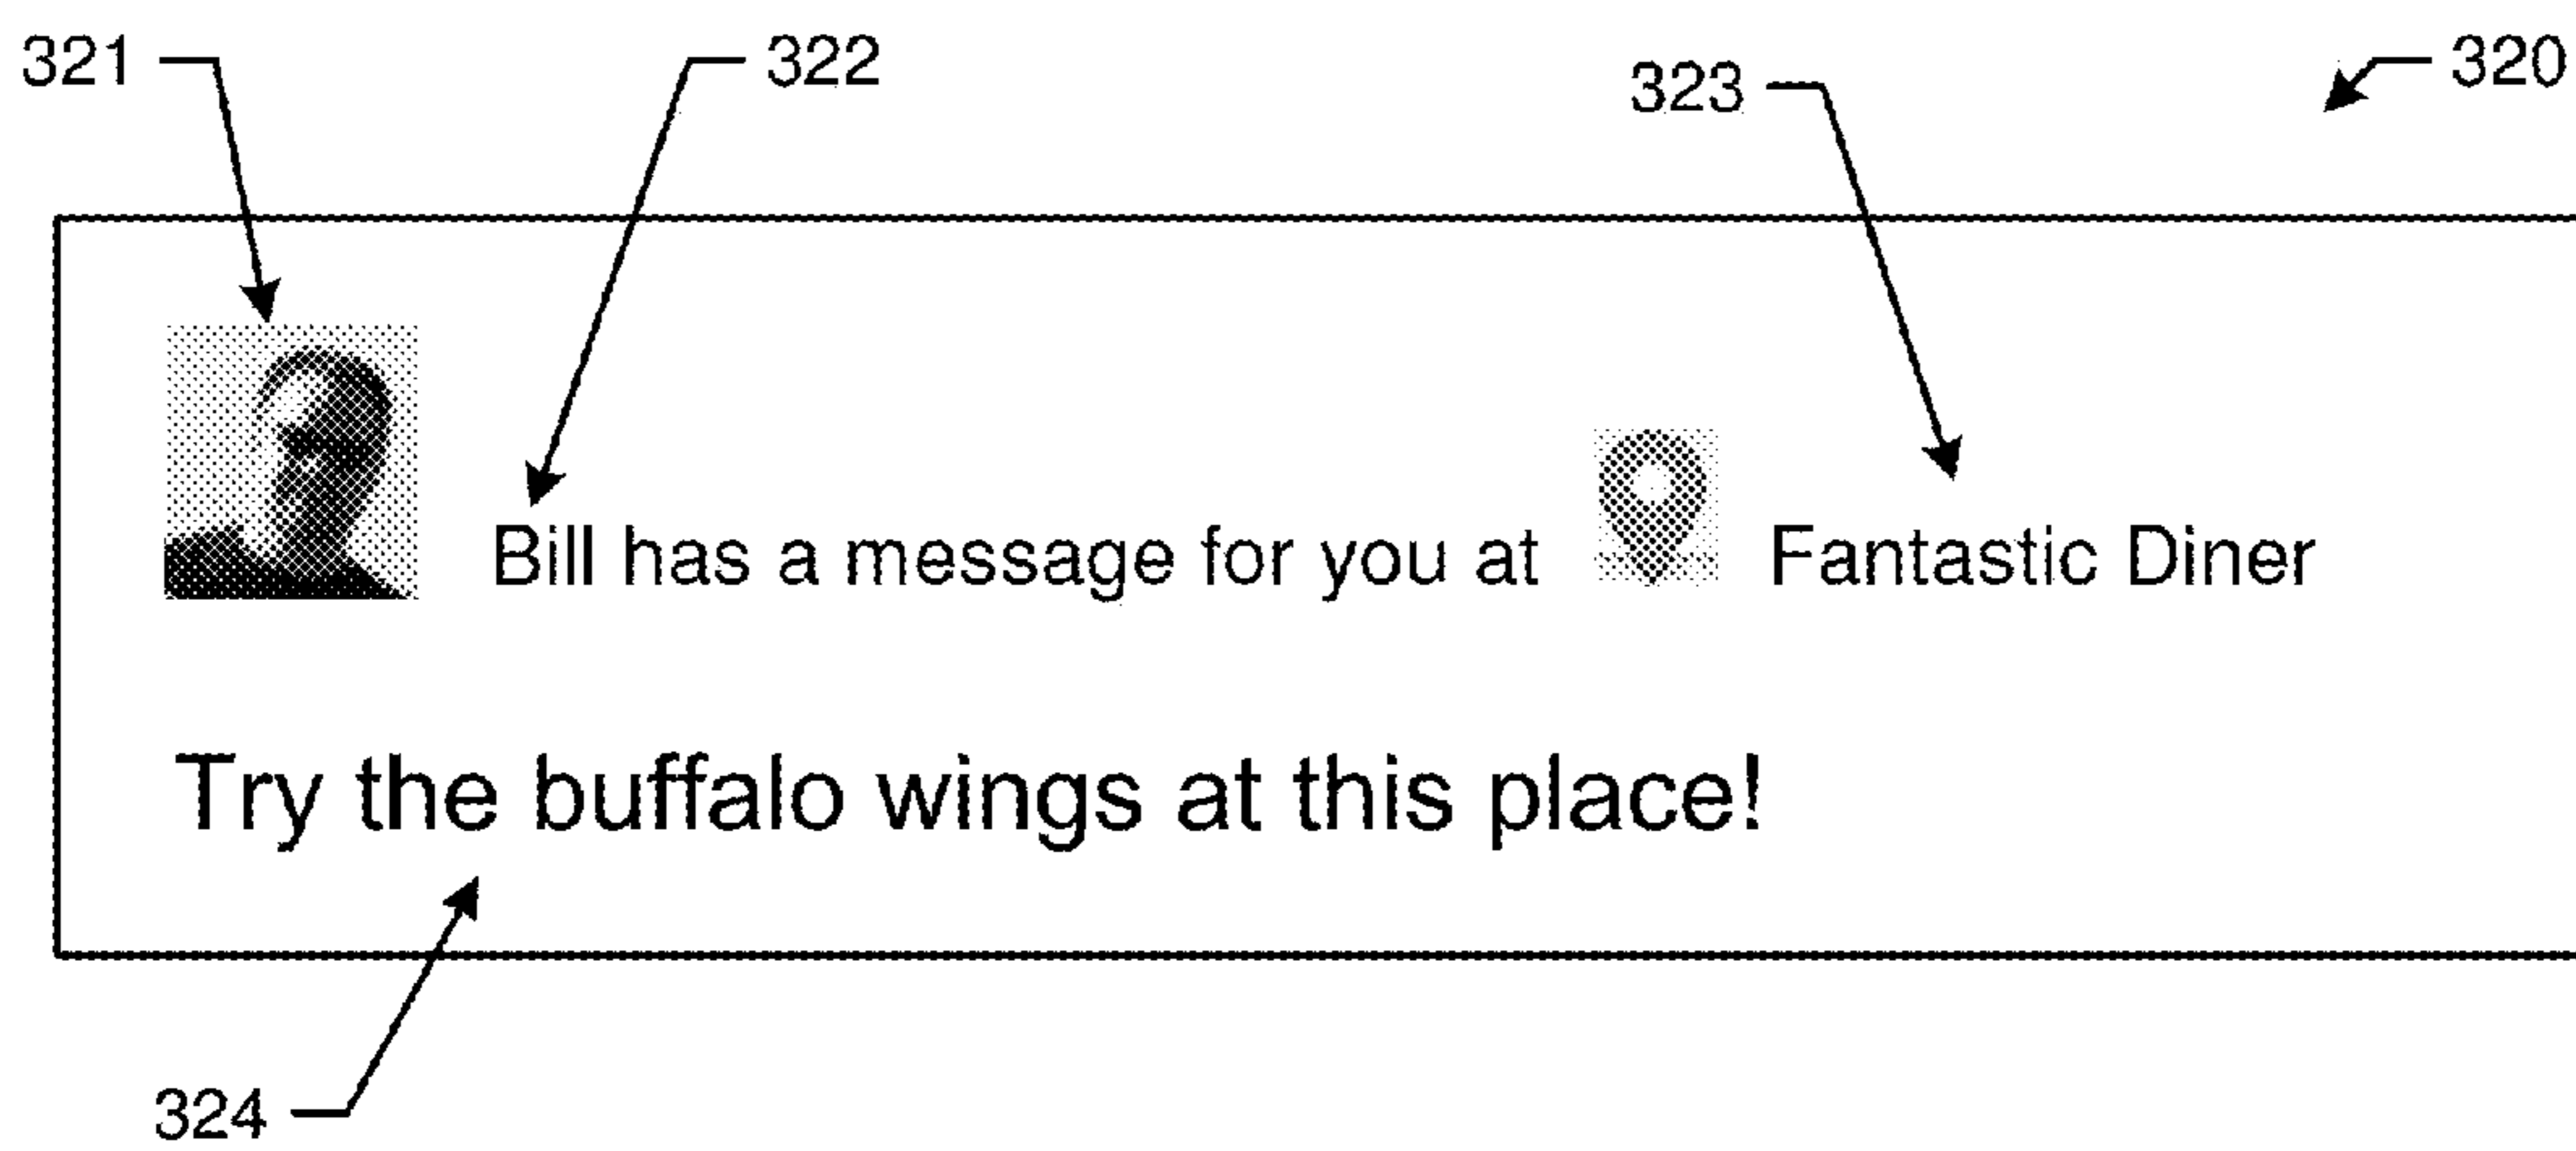 321 322 323 320
Bill has a message for you at Fantastic Diner
Try the buffalo wings at this place!
324